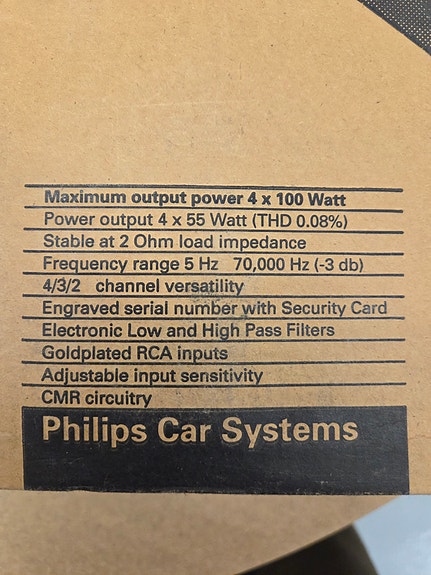 Maximum output power 4 x 100 Watt
Power output 4 x 55 Watt (THD 0.08%)
Stable at 2 Ohm load impedance
Frequency range 5 Hz 70,000 Hz (-3 db)
4/3/2 channel versatility
Engraved serial number with Security Card
Electronic Low and High Pass Filters
Goldplated RCA inputs
Adjustable input sensitivity
CMR circuitry
Philips Car Systems